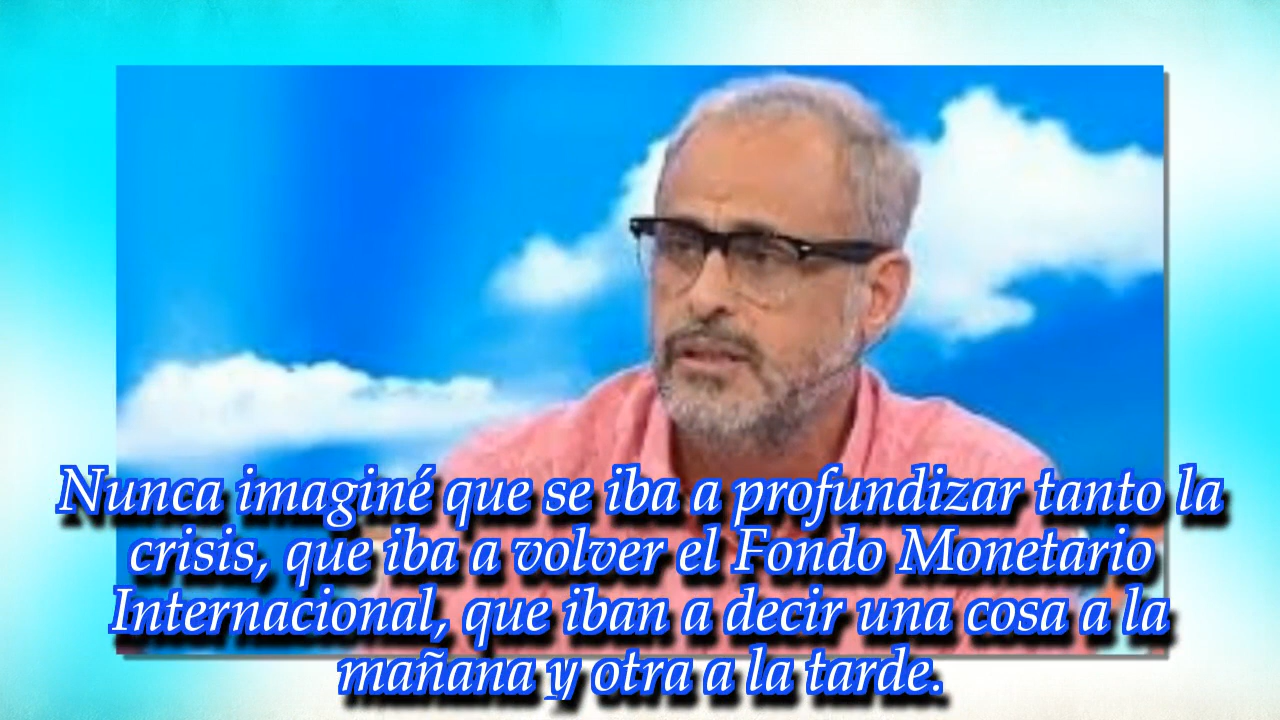 Nunca imaginé que se iba a profundizar tanto la
crisis, que iba a volver el Fondo Monetario
Internacional, que iban a decir una cosa a la
mañana y otra a la tarde.